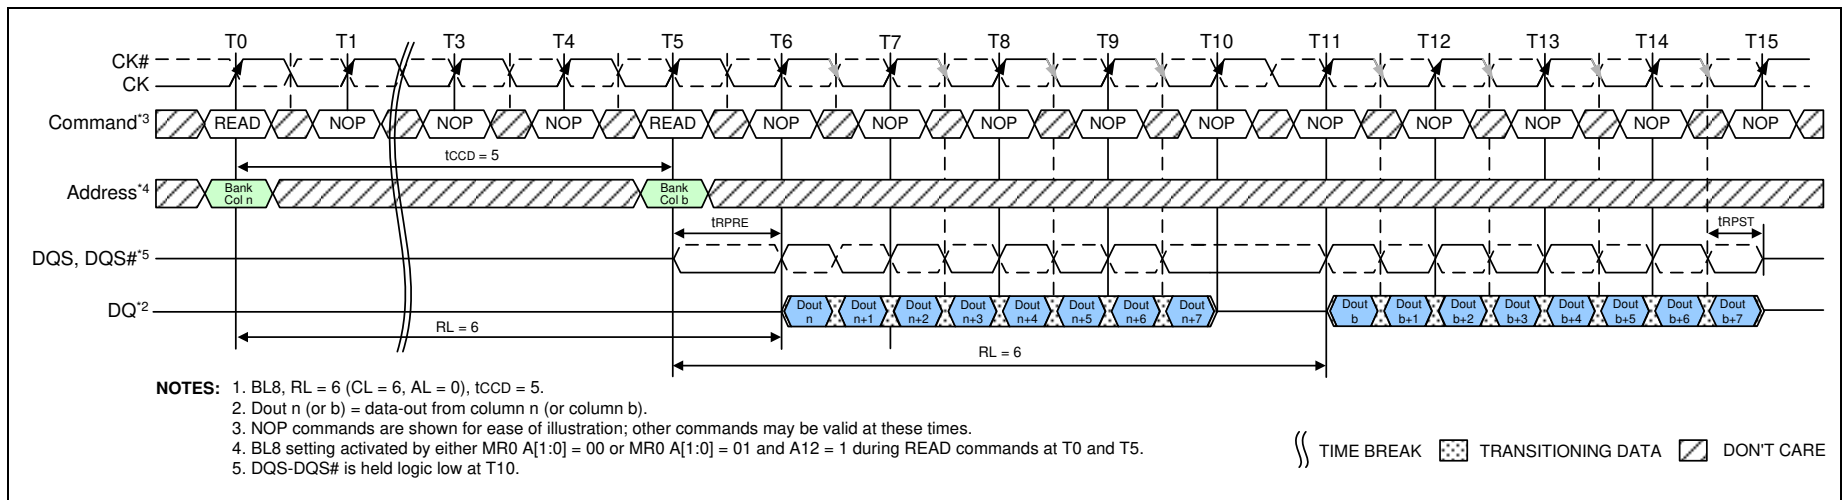 T0 T1 T3 T4 T5 T6 T7 T8 T9 T10 T11 T12 T13 T14 T15
CK#
CK
Command*3 READ NOP NOP NOP READ NOP NOP NOP NOP NOP NOP NOP NOP NOP NOP
tCCD = 5
Address*4 Bank Col n Bank Col b
tRPRE tRPST
DQS, DQS#*5
DQ*2 Dout n Dout n+1 Dout n+2 Dout n+3 Dout n+4 Dout n+5 Dout n+6 Dout n+7 Dout b Dout b+1 Dout b+2 Dout b+3 Dout b+4 Dout b+5 Dout b+6 Dout b+7
RL = 6
RL = 6
NOTES: 1. BL8, RL = 6 (CL = 6, AL = 0), tCCD = 5.
2. Dout n (or b) = data-out from column n (or column b).
3. NOP commands are shown for ease of illustration; other commands may be valid at these times.
4. BL8 setting activated by either MR0 A[1:0] = 00 or MR0 A[1:0] = 01 and A12 = 1 during READ commands at T0 and T5.
5. DQS-DQS# is held logic low at T10.
TIME BREAK TRANSITIONING DATA DON'T CARE